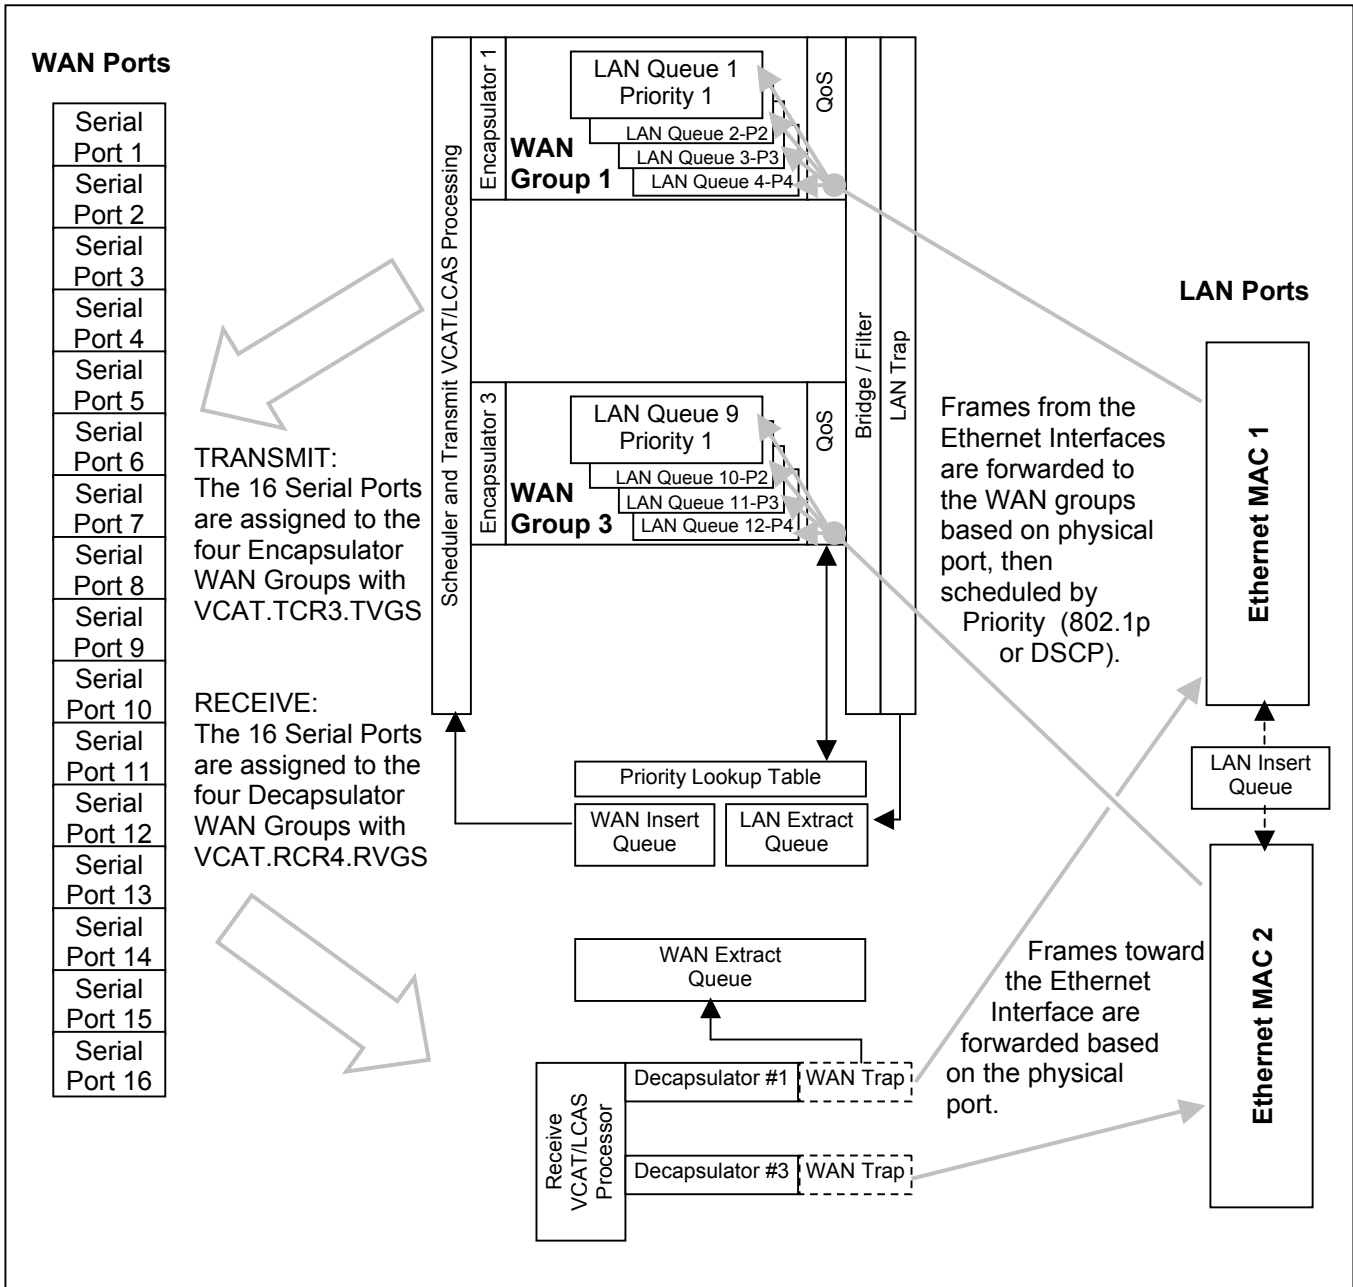 WAN Ports
Serial
Port 1
Serial
Port 2
Serial
Port 3
Serial
Port 4
Serial
Port 5
Serial
Port 6
Serial
Port 7
Serial
Port 8
Serial
Port 9
Serial
Port 10
Serial
Port 11
Serial
Port 12
Serial
Port 13
Serial
Port 14
Serial
Port 15
Serial
Port 16
TRANSMIT:
The 16 Serial Ports
are assigned to the
four Encapsulator
WAN Groups with
VCAT.TCR3.TVGS
RECEIVE:
The 16 Serial Ports
are assigned to the
four Decapsulator
WAN Groups with
VCAT.RCR4.RVGS
Scheduler and Transmit VCAT/LCAS Processing
Encapsulator 1
WAN
Group 1
LAN Queue 1
Priority 1
LAN Queue 2-P2
LAN Queue 3-P3
LAN Queue 4-P4
QoS
Encapsulator 3
WAN
Group 3
LAN Queue 9
Priority 1
LAN Queue 10-P2
LAN Queue 11-P3
LAN Queue 12-P4
QoS
Bridge / Filter
LAN Trap
Priority Lookup Table
WAN Insert
Queue
LAN Extract
Queue
WAN Extract
Queue
Receive
VCAT/LCAS
Processor
Decapsulator #1
WAN Trap
Decapsulator #3
WAN Trap
LAN Ports
Frames from the
Ethernet Interfaces
are forwarded to
the WAN groups
based on physical
port, then
scheduled by
Priority (802.1p
or DSCP).
Ethernet MAC 1
LAN Insert
Queue
Ethernet MAC 2
Frames toward
the Ethernet
Interface are
forwarded based
on the physical
port.